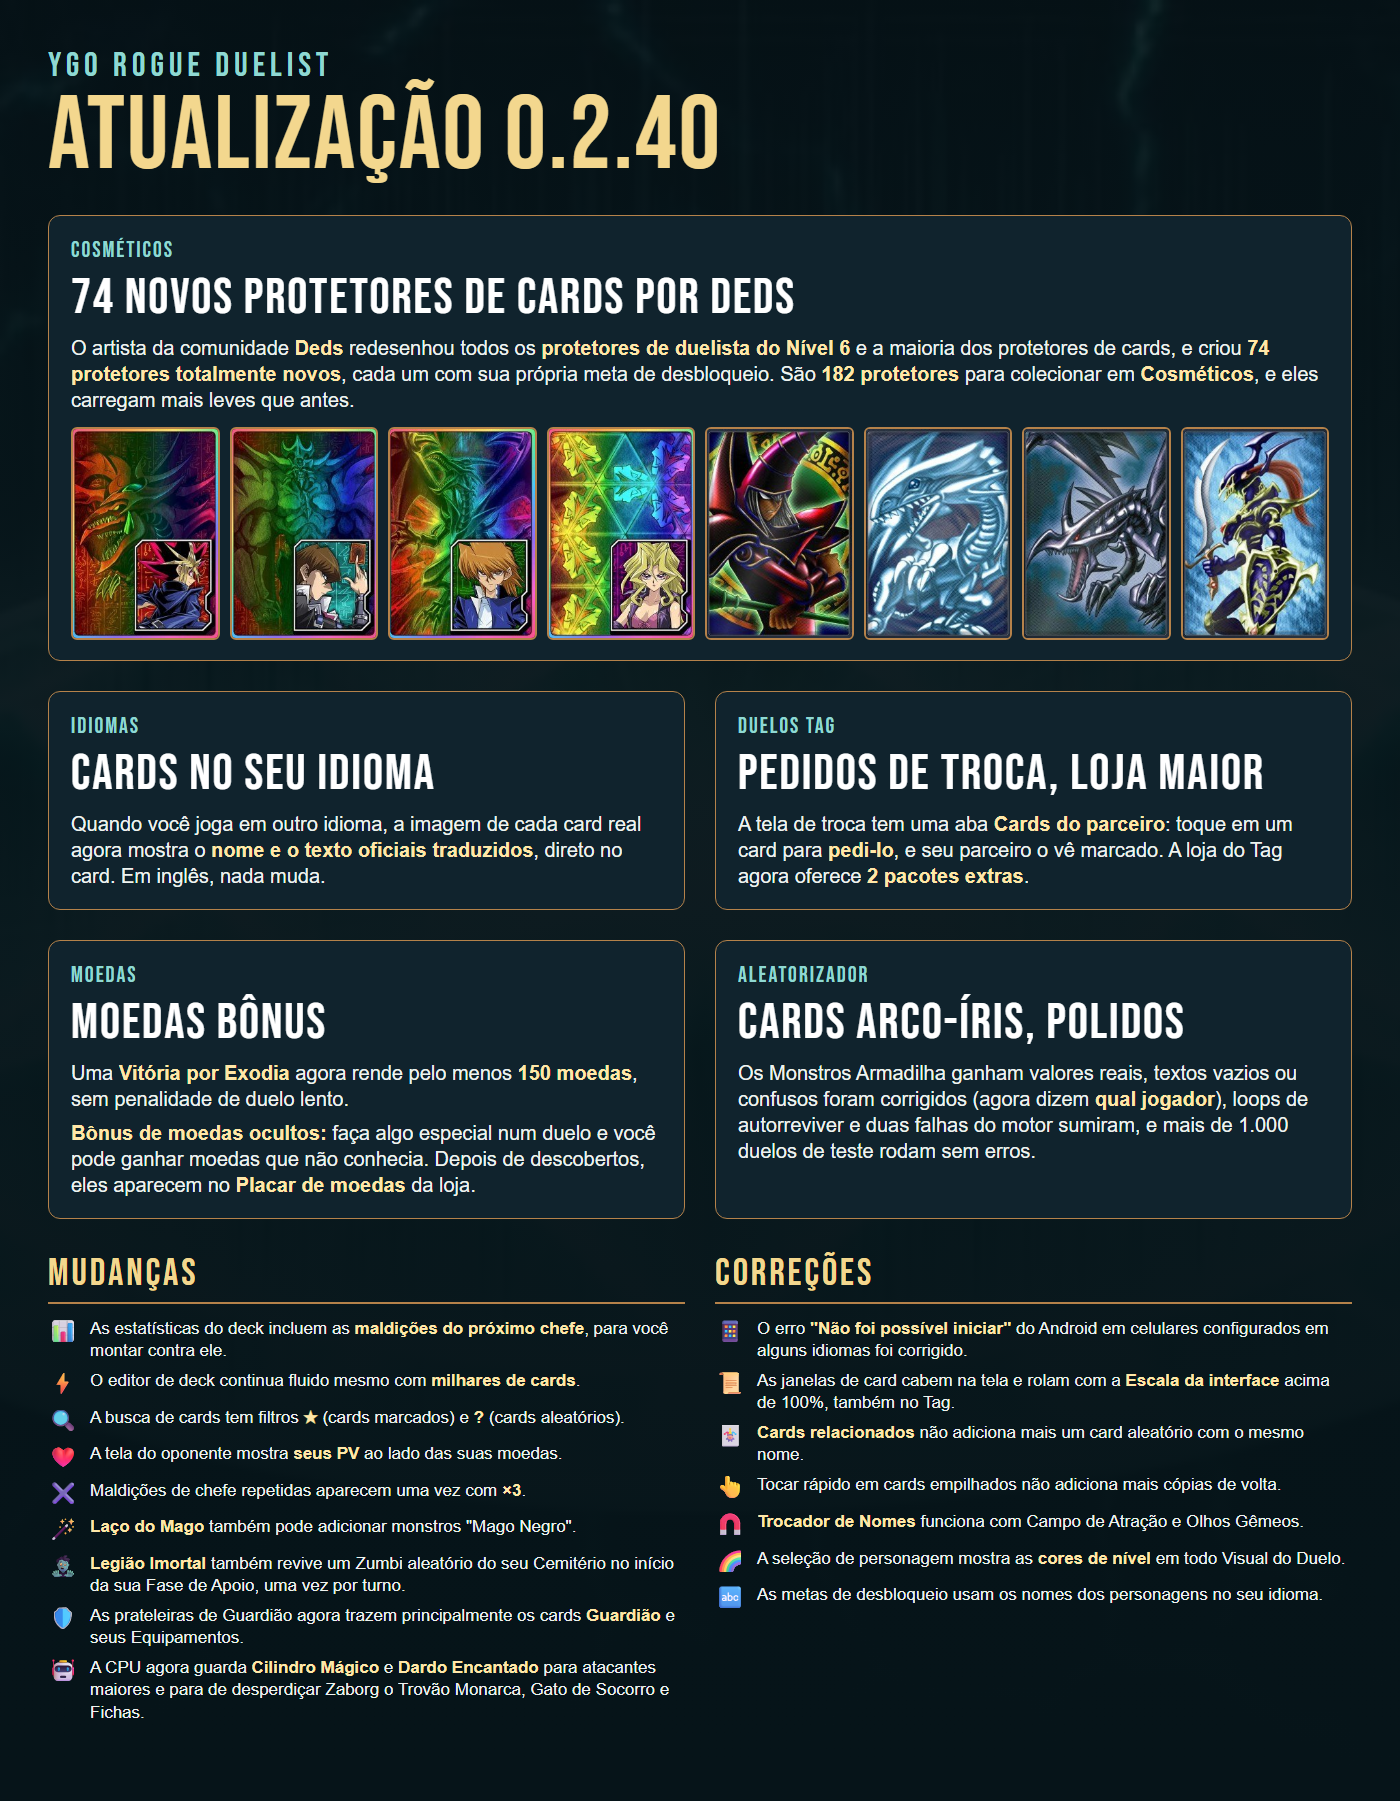 YGO ROGUE DUELIST
ATUALIZAÇÃO 0.2.40
COSMÉTICOS
74 NOVOS PROTETORES DE CARDS POR DEDS
O artista da comunidade Deds redesenhou todos os protetores de duelista do Nível 6 e a maioria dos protetores de cards, e criou 74
protetores totalmente novos, cada um com sua própria meta de desbloqueio. São 182 protetores para colecionar em Cosméticos, e eles
carregam mais leves que antes.
IDIOMAS
CARDS NO SEU IDIOMA
Quando você joga em outro idioma, a imagem de cada card real
agora mostra o nome e o texto oficiais traduzidos, direto no
card. Em inglês, nada muda.
DUELOS TAG
PEDIDOS DE TROCA, LOJA MAIOR
A tela de troca tem uma aba Cards do parceiro: toque em um
card para pedi-lo, e seu parceiro o vê marcado. A loja do Tag
agora oferece 2 pacotes extras.
MOEDAS
MOEDAS BÔNUS
Uma Vitória por Exodia agora rende pelo menos 150 moedas,
sem penalidade de duelo lento.
Bônus de moedas ocultos: faça algo especial num duelo e você
pode ganhar moedas que não conhecia. Depois de descobertos,
eles aparecem no Placar de moedas da loja.
ALEATORIZADOR
CARDS ARCO-ÍRIS, POLIDOS
Os Monstros Armadilha ganham valores reais, textos vazios ou
confusos foram corrigidos (agora dizem qual jogador), loops de
autorreviver e duas falhas do motor sumiram, e mais de 1.000
duelos de teste rodam sem erros.
MUDANÇAS
As estatísticas do deck incluem as maldições do próximo chefe, para você
montar contra ele.
O editor de deck continua fluido mesmo com milhares de cards.
A busca de cards tem filtros ★ (cards marcados) e ? (cards aleatórios).
A tela do oponente mostra seus PV ao lado das suas moedas.
Maldições de chefe repetidas aparecem uma vez com ×3.
Laço do Mago também pode adicionar monstros "Mago Negro".
Legião Imortal também revive um Zumbi aleatório do seu Cemitério no início
da sua Fase de Apoio, uma vez por turno.
As prateleiras de Guardião agora trazem principalmente os cards Guardião e
seus Equipamentos.
A CPU agora guarda Cilindro Mágico e Dardo Encantado para atacantes
maiores e para de desperdiçar Zaborg o Trovão Monarca, Gato de Socorro e
Fichas.
CORREÇÕES
O erro "Não foi possível iniciar" do Android em celulares configurados em
alguns idiomas foi corrigido.
As janelas de card cabem na tela e rolam com a Escala da interface acima
de 100%, também no Tag.
Cards relacionados não adiciona mais um card aleatório com o mesmo
nome.
Tocar rápido em cards empilhados não adiciona mais cópias de volta.
Trocador de Nomes funciona com Campo de Atração e Olhos Gêmeos.
A seleção de personagem mostra as cores de nível em todo Visual do Duelo.
abc As metas de desbloqueio usam os nomes dos personagens no seu idioma.